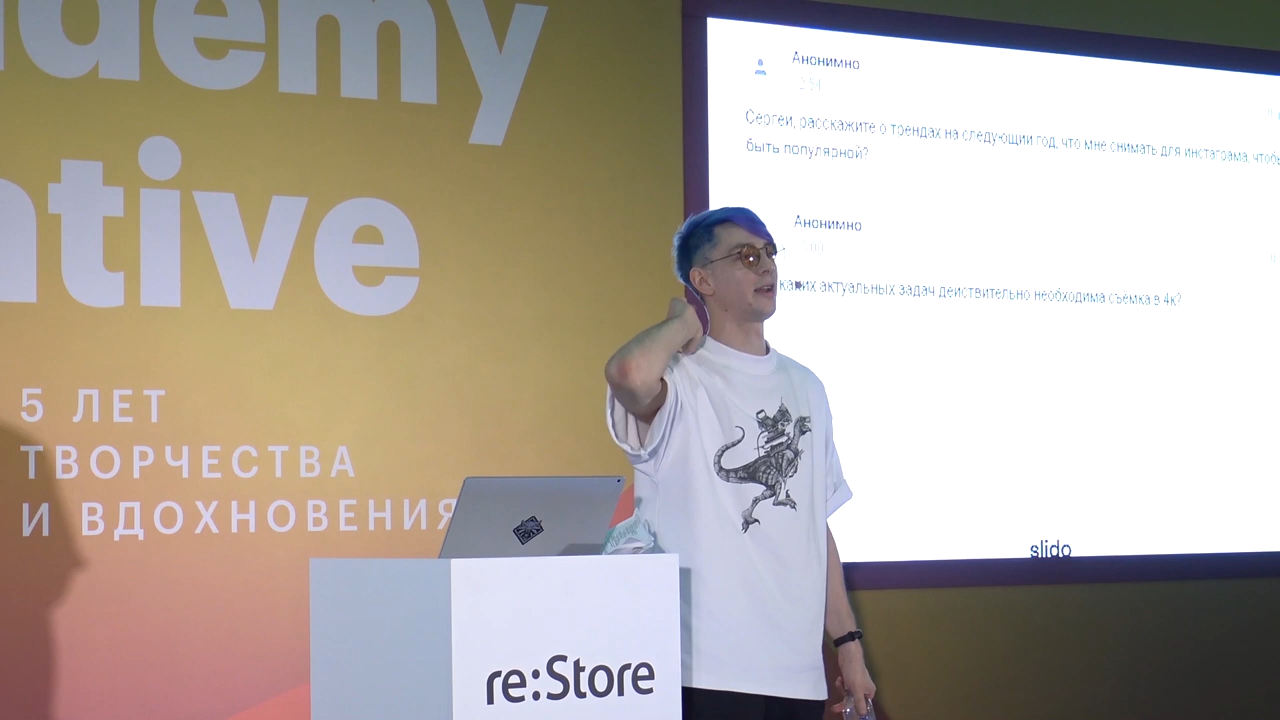 demy
ative
5 ЛЕТ
ТВОРЧЕСТВА
И ВДОХНОВЕНИЯ
re:Store
Анонимно
Сергей, расскажите о трендах на следующий год, что мне снимать для инстаграма, чтобы
быть популярной?
Анонимно
каких актуальных задач действительно необходима съёмка в 4к?
slido